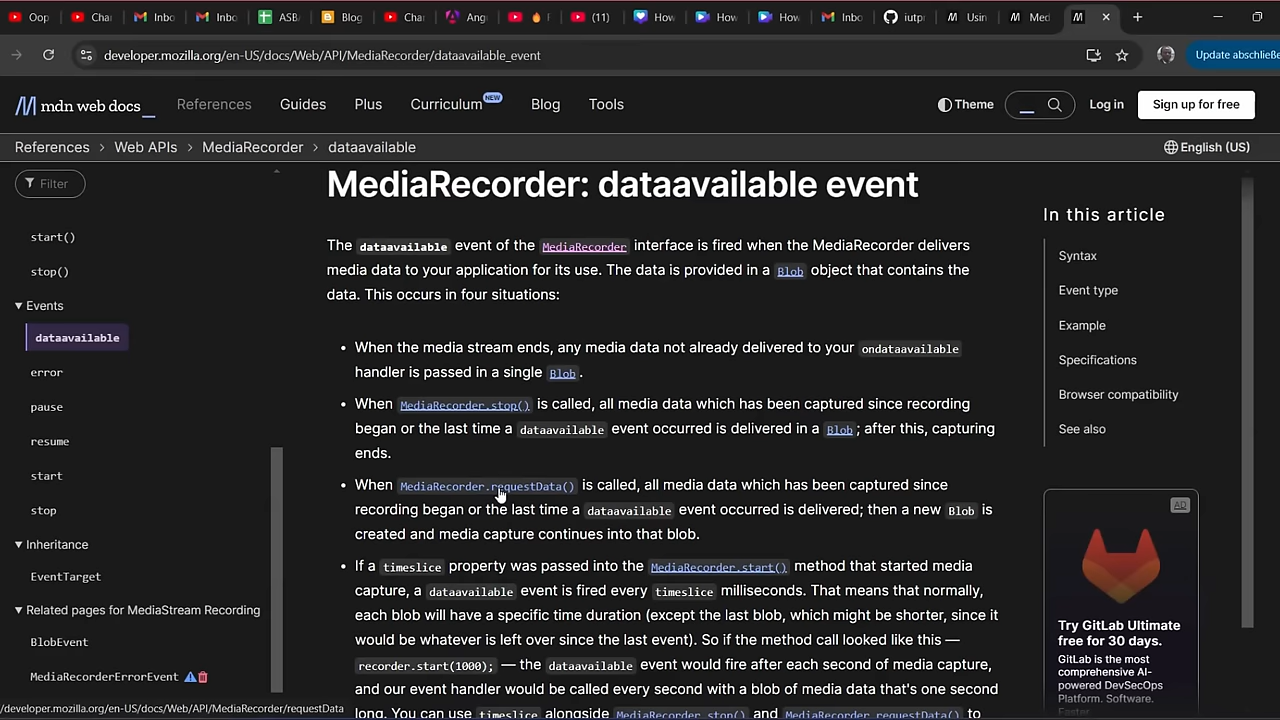 Oop
Cha
Inbo
Inbo
ASB
Blog
Cha
Ang
F
(11)
How
How
How
Inbo
iutp
Usin
Med
developer.mozilla.org/en-US/docs/Web/API/MediaRecorder/dataavailable_event
Update abschließe
mdn web docs
References
Guides
Plus
Curriculum NEW
Blog
Tools
Theme
Log in
Sign up for free
References > Web APIs > MediaRecorder > dataavailable
English (US)
Filter
start()
stop()
Events
dataavailable
error
pause
resume
start
stop
Inheritance
EventTarget
Related pages for MediaStream Recording
BlobEvent
MediaRecorderErrorEvent
/developer.mozilla.org/en-US/docs/Web/API/MediaRecorder/requestData
MediaRecorder: dataavailable event
The dataavailable event of the MediaRecorder interface is fired when the MediaRecorder delivers
media data to your application for its use. The data is provided in a Blob object that contains the
data. This occurs in four situations:
• When the media stream ends, any media data not already delivered to your ondataavailable
handler is passed in a single Blob.
• When MediaRecorder.stop() is called, all media data which has been captured since recording
began or the last time a dataavailable event occurred is delivered in a Blob; after this, capturing
ends.
• When MediaRecorder.requestData() is called, all media data which has been captured since
recording began or the last time a dataavailable event occurred is delivered; then a new Blob is
created and media capture continues into that blob.
• If a timeslice property was passed into the MediaRecorder.start() method that started media
capture, a dataavailable event is fired every timeslice milliseconds. That means that normally,
each blob will have a specific time duration (except the last blob, which might be shorter, since it
would be whatever is left over since the last event). So if the method call looked like this —
recorder.start(1000); — the dataavailable event would fire after each second of media capture,
and our event handler would be called every second with a blob of media data that's one second
long. You can use timeslice alongside MediaRecorder.stop() and MediaRecorder.requestData() to
In this article
Syntax
Event type
Example
Specifications
Browser compatibility
See also
AD
Try GitLab Ultimate
free for 30 days.
GitLab is the most
comprehensive AI-
powered DevSecOps
Platform. Software.
Faster.